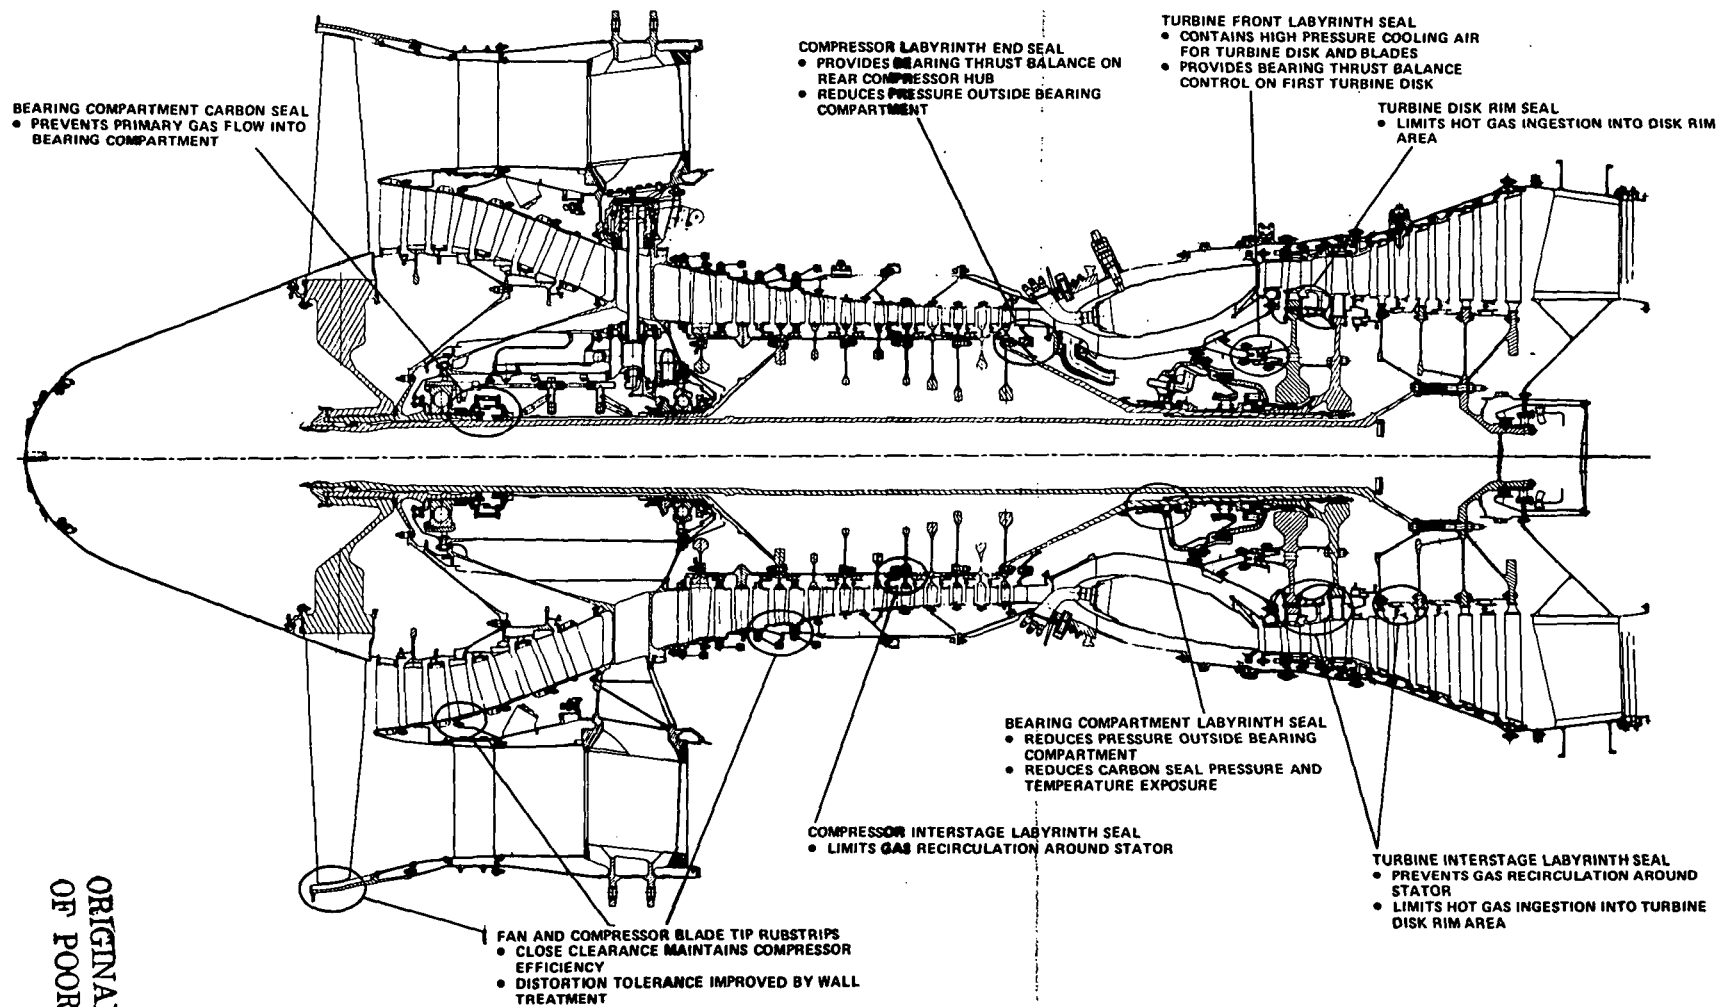 TURBINE FRONT LABYRINTH SEAL
• CONTAINS HIGH PRESSURE COOLING AIR
FOR TURBINE DISK AND BLADES
• PROVIDES BEARING THRUST BALANCE
CONTROL ON FIRST TURBINE DISK
COMPRESSOR LABYRINTH END SEAL
• PROVIDES BEARING THRUST BALANCE ON
REAR COMPRESSOR HUB
• REDUCES PRESSURE OUTSIDE BEARING
COMPARTMENT
BEARING COMPARTMENT CARBON SEAL
• PREVENTS PRIMARY GAS FLOW INTO
BEARING COMPARTMENT
TURBINE DISK RIM SEAL
• LIMITS HOT GAS INGESTION INTO DISK RIM
AREA
BEARING COMPARTMENT LABYRINTH SEAL
• REDUCES PRESSURE OUTSIDE BEARING
COMPARTMENT
• REDUCES CARBON SEAL PRESSURE AND
TEMPERATURE EXPOSURE
COMPRESSOR INTERSTAGE LABYRINTH SEAL
• LIMITS GAS RECIRCULATION AROUND STATOR
TURBINE INTERSTAGE LABYRINTH SEAL
• PREVENTS GAS RECIRCULATION AROUND
STATOR
• LIMITS HOT GAS INGESTION INTO TURBINE
DISK RIM AREA
FAN AND COMPRESSOR BLADE TIP RUBSTRIPS
• CLOSE CLEARANCE MAINTAINS COMPRESSOR
EFFICIENCY
• DISTORTION TOLERANCE IMPROVED BY WALL
TREATMENT
OF POOR